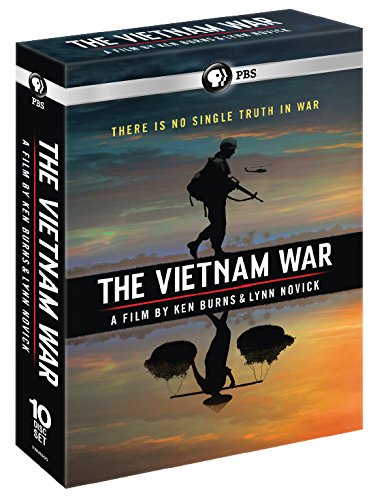 THE VIETNAM WAR
A FILM BY KEN BURNS & LYNN NOVICK
PBS
THERE IS NO SINGLE TRUTH IN WAR
THE VIETNAM WAR
A FILM BY KEN BURNS & LYNN NOVICK
PBS
THE VIETNAM WAR
A FILM BY KEN BURNS & LYNN NOVICK
10
DISC
SET